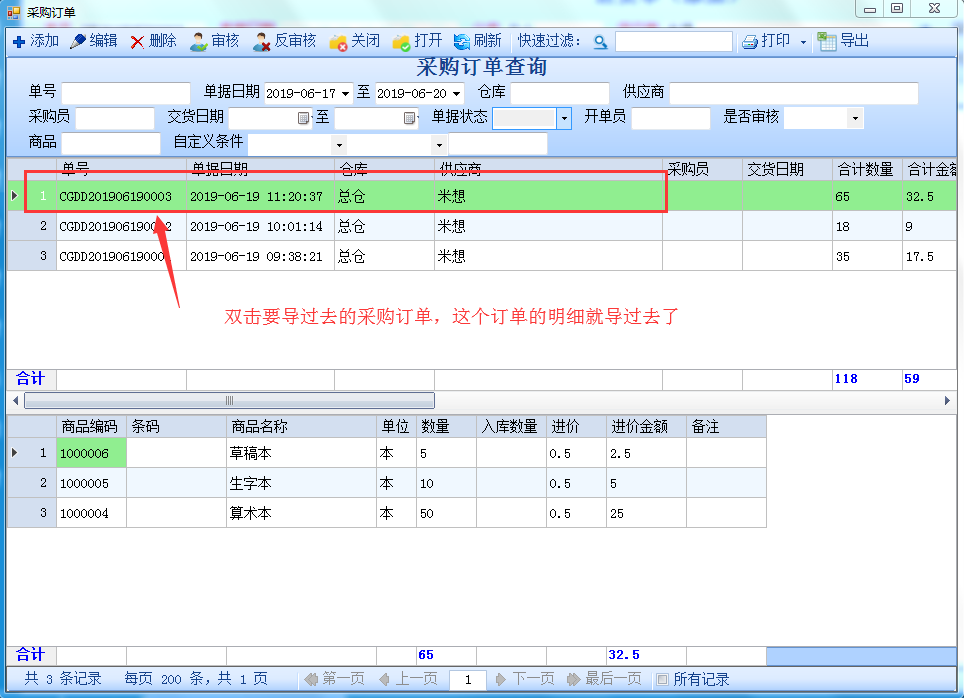 采购订单
添加 编辑 删除 审核 反审核 关闭 打开 刷新 快速过滤: 打印 导出
采购订单查询
单号 单据日期 2019-06-17 至 2019-06-20 仓库 供应商
采购员 交货日期 至 单据状态 开单员 是否审核
商品 自定义条件
单号 单据日期 仓库 供应商 采购员 交货日期 合计数量 合计金额
1 CGDD201906190003 2019-06-19 11:20:37 总仓 米想 65 32.5
2 CGDD201906190002 2019-06-19 10:01:14 总仓 米想 18 9
3 CGDD20190619000 2019-06-19 09:38:21 总仓 米想 35 17.5
双击要导过去的采购订单，这个订单的明细就导过去了
合计 118 59
商品编码 条码 商品名称 单位 数量 入库数量 进价 进价金额 备注
1 1000006 草稿本 本 5 0.5 2.5
2 1000005 生字本 本 10 0.5 5
3 1000004 算术本 本 50 0.5 25
合计 65 32.5
共 3 条记录 每页 200 条，共 1 页 第一页 上一页 1 下一页 最后一页 所有记录